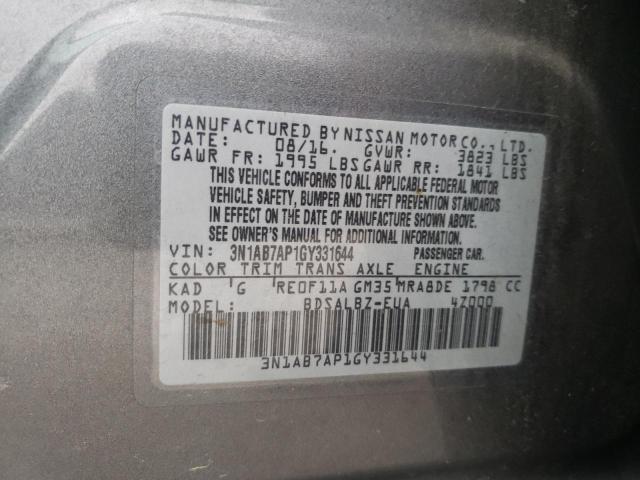 MANUFACTURED BY NISSAN MOTOR CO., LTD.
DATE: 08/16. GVWR: 3823 LBS
GAWR FR: 1995 LBS GAWR RR: 1841 LBS
THIS VEHICLE CONFORMS TO ALL APPLICABLE FEDERAL MOTOR
VEHICLE SAFETY, BUMPER AND THEFT PREVENTION STANDARDS
IN EFFECT ON THE DATE OF MANUFACTURE SHOWN ABOVE.
SEE OWNER'S MANUAL FOR ADDITIONAL INFORMATION.
VIN: 3N1AB7AP1GY331644 PASSENGER CAR.
COLOR TRIM TRANS AXLE ENGINE
KAD G RE0F11A GM35 MRA8DE 1798 CC
MODEL: BDSALBZ-EUA 4Z000
3N1AB7AP1GY331644